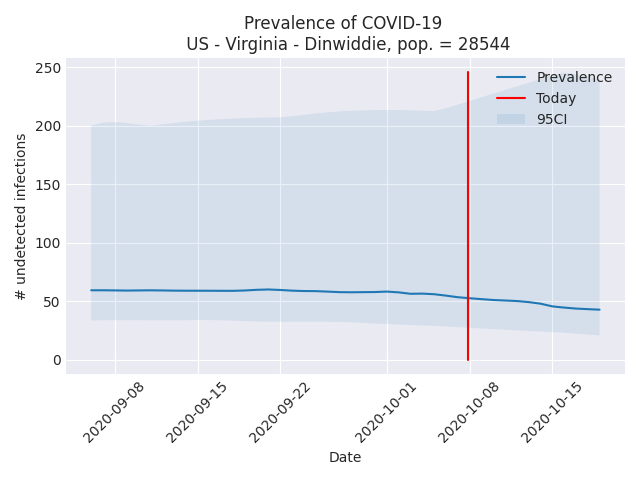 Prevalence of COVID-19
US - Virginia - Dinwiddie, pop. = 28544
250
200
150
100
50
0
# undetected infections
Prevalence
Today
95CI
2020-09-08
2020-09-15
2020-09-22
2020-10-01
2020-10-08
2020-10-15
Date